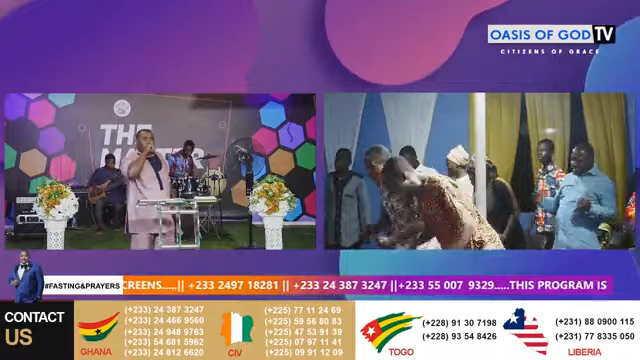 OASIS OF GOD TV
CITIZENS OF GRACE
THE
#FASTING&PRAYERS
CREENS.....|| +233 2497 18281 || +233 24 387 3247 ||+233 55 007 9329.....THIS PROGRAM IS
CONTACT
US
GHANA
(+233) 24 387 3247
(+233) 24 466 9560
(+233) 24 948 9763
(+233) 54 681 5962
(+233) 24 812 6620
CIV
(+225) 77 11 24 69
(+225) 59 56 80 83
(+225) 47 53 91 39
(+225) 07 97 11 41
(+225) 09 91 12 09
TOGO
(+228) 91 30 7198
(+228) 93 54 8426
LIBERIA
(+231) 88 0900 115
(+231) 77 8335 050